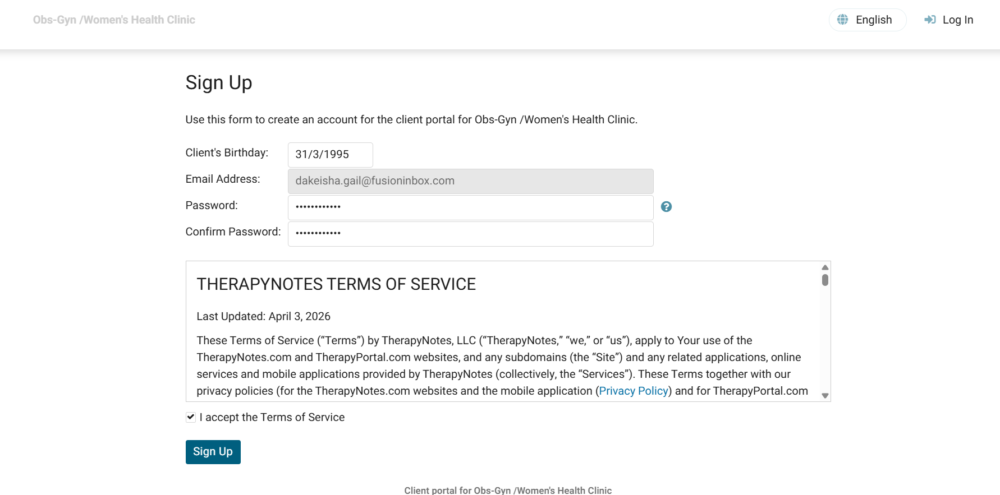 Obs-Gyn /Women's Health Clinic
English
Log In
Sign Up
Use this form to create an account for the client portal for Obs-Gyn /Women's Health Clinic.
Client's Birthday: 31/3/1995
Email Address: dakeisha.gail@fusioninbox.com
Password: ••••••••••••
?
Confirm Password: ••••••••••••
THERAPYNOTES TERMS OF SERVICE
Last Updated: April 3, 2026
These Terms of Service (“Terms”) by TherapyNotes, LLC (“TherapyNotes,” “we,” or “us”), apply to Your use of the
TherapyNotes.com and TherapyPortal.com websites, and any subdomains (the “Site”) and any related applications, online
services and mobile applications provided by TherapyNotes (collectively, the “Services”). These Terms together with our
privacy policies (for the TherapyNotes.com websites and the mobile application (Privacy Policy) and for TherapyPortal.com
I accept the Terms of Service
Sign Up
Client portal for Obs-Gyn /Women's Health Clinic